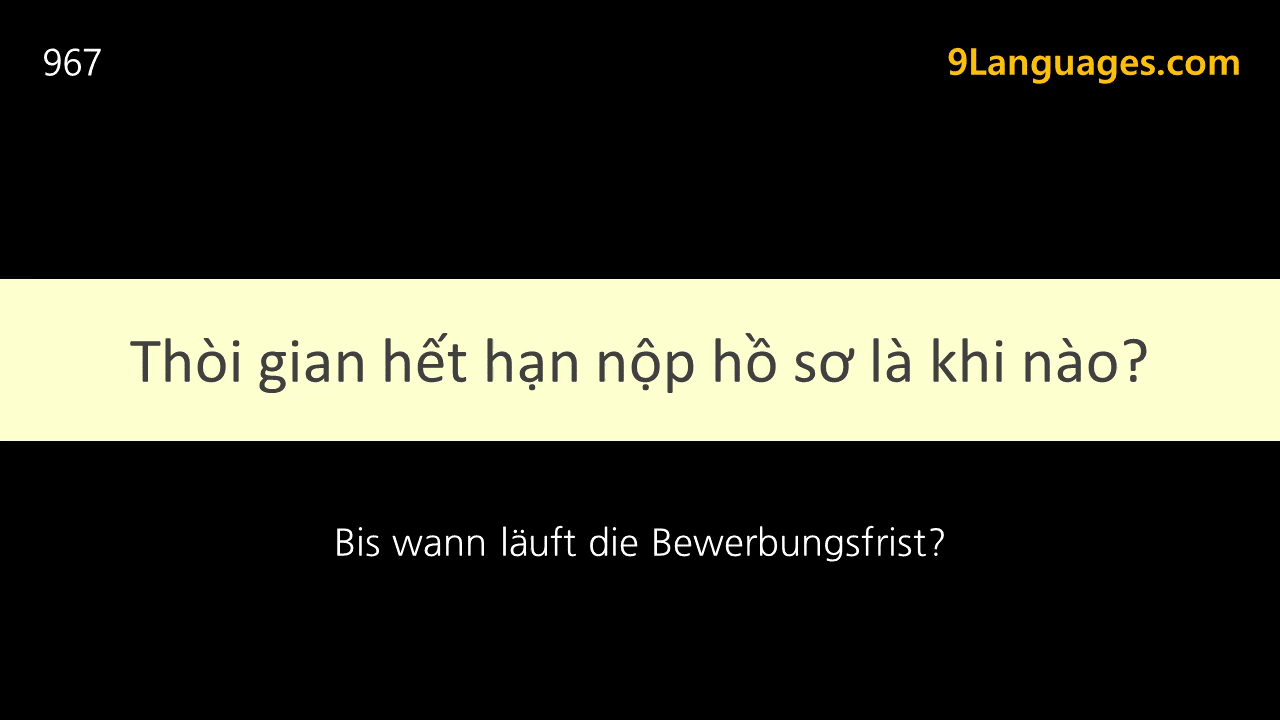 967
9Languages.com
Thòi gian hết hạn nộp hồ sơ là khi nào?
Bis wann läuft die Bewerbungsfrist?